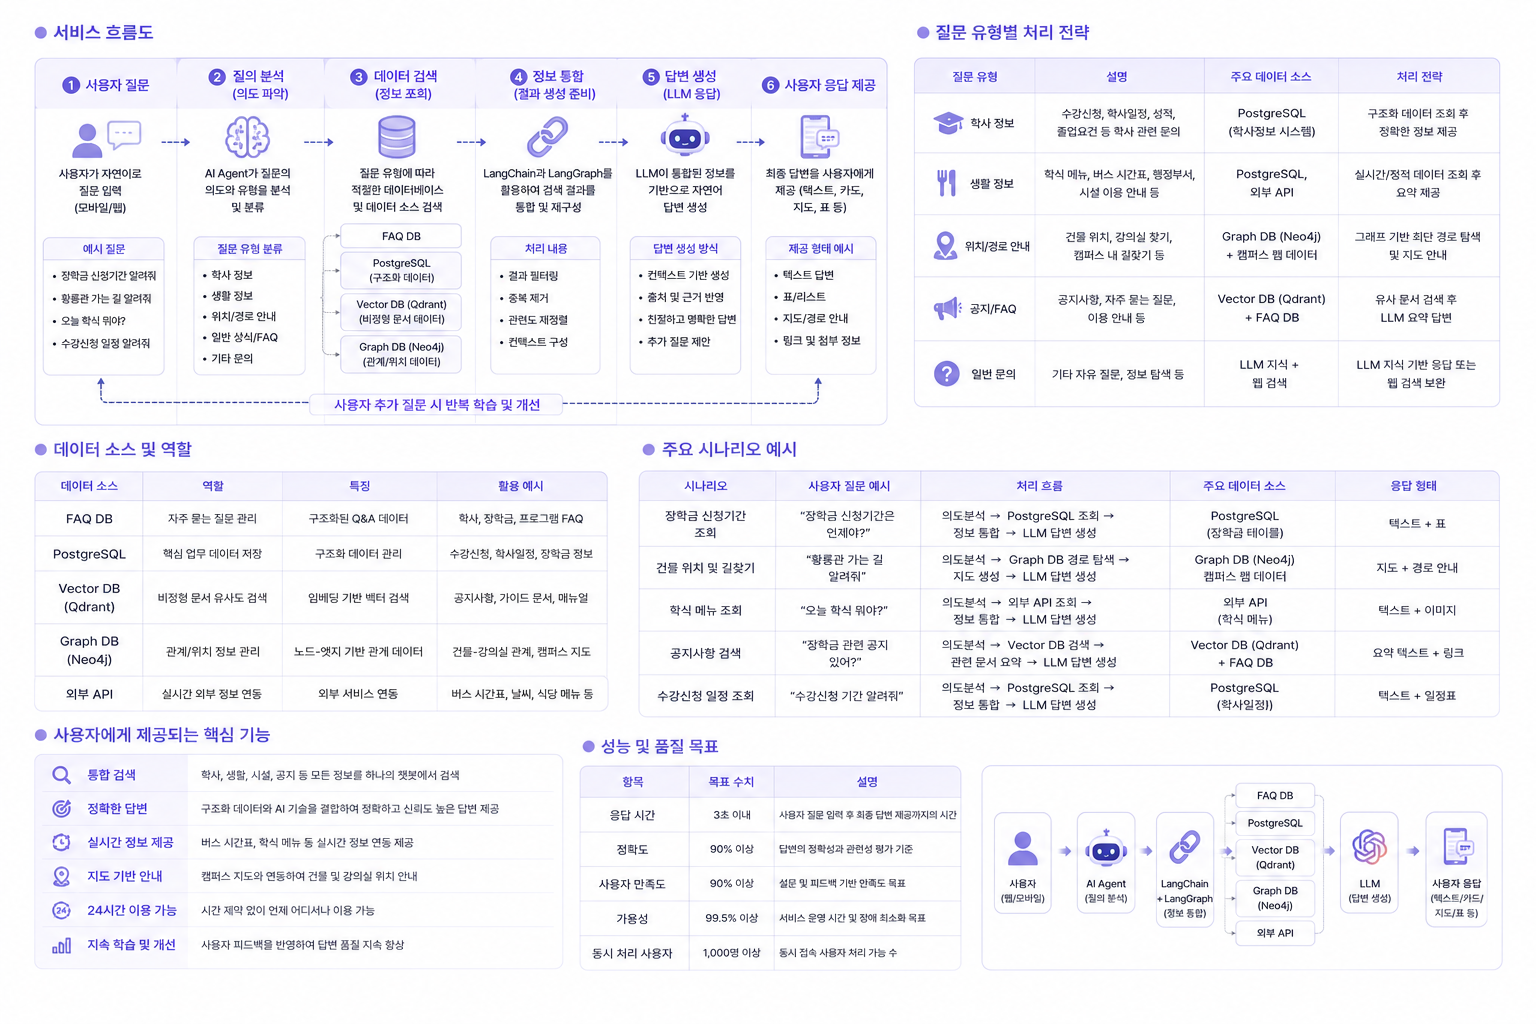 서비스 흐름도
1 사용자 질문
사용자가 자연어로
질문 입력
(모바일/웹)
예시 질문
• 장학금 신청기간 알려줘
• 황룡관 가는 길 알려줘
• 오늘 학식 뭐야?
• 수강신청 일정 알려줘
2 질의 분석
(의도 파악)
AI Agent가 질문의
의도와 유형을 분석
및 분류
질문 유형 분류
• 학사 정보
• 생활 정보
• 위치/경로 안내
• 일반 상식/FAQ
• 기타 문의
3 데이터 검색
(정보 조회)
질문 유형에 따라
적절한 데이터베이스
및 데이터 소스 검색
FAQ DB
PostgreSQL
(구조화 데이터)
Vector DB (Qdrant)
(비정형 문서 데이터)
Graph DB (Neo4j)
(관계/위치 데이터)
4 정보 통합
(결과 생성 준비)
LangChain과 LangGraph를
활용하여 검색 결과를
통합 및 재구성
처리 내용
• 결과 필터링
• 중복 제거
• 관련도 재정렬
• 컨텍스트 구성
5 답변 생성
(LLM 응답)
LLM이 통합된 정보를
기반으로 자연어
답변 생성
답변 생성 방식
• 컨텍스트 기반 생성
• 출처 및 근거 반영
• 친절하고 명확한 답변
• 추가 질문 제안
6 사용자 응답 제공
최종 답변을 사용자에게
제공 (텍스트, 카드,
지도, 표 등)
제공 형태 예시
• 텍스트 답변
• 표/리스트
• 지도/경로 안내
• 링크 및 첨부 정보
사용자 추가 질문 시 반복 학습 및 개선
질문 유형별 처리 전략
질문 유형 설명 주요 데이터 소스 처리 전략
학사 정보
수강신청, 학사일정, 성적,
졸업요건 등 학사 관련 문의
PostgreSQL
(학사정보 시스템)
구조화 데이터 조회 후
정확한 정보 제공
생활 정보
학식 메뉴, 버스 시간표, 행정부서,
시설 이용 안내 등
PostgreSQL,
외부 API
실시간/정적 데이터 조회 후
요약 제공
위치/경로 안내
건물 위치, 강의실 찾기,
캠퍼스 내 길찾기 등
Graph DB (Neo4j)
+ 캠퍼스 맵 데이터
그래프 기반 최단 경로 탐색
및 지도 안내
공지/FAQ
공지사항, 자주 묻는 질문,
이용 안내 등
Vector DB (Qdrant)
+ FAQ DB
유사 문서 검색 후
LLM 요약 답변
일반 문의
기타 자유 질문, 정보 탐색 등
LLM 지식 +
웹 검색
LLM 지식 기반 응답 또는
웹 검색 보완
데이터 소스 및 역할
데이터 소스 역할 특징 활용 예시
FAQ DB 자주 묻는 질문 관리 구조화된 Q&A 데이터 학사, 장학금, 프로그램 FAQ
PostgreSQL 핵심 업무 데이터 저장 구조화 데이터 관리 수강신청, 학사일정, 장학금 정보
Vector DB
(Qdrant)
비정형 문서 유사도 검색 임베딩 기반 벡터 검색 공지사항, 가이드 문서, 매뉴얼
Graph DB
(Neo4j)
관계/위치 정보 관리 노드-엣지 기반 관계 데이터 건물-강의실 관계, 캠퍼스 지도
외부 API 실시간 외부 정보 연동 외부 서비스 연동 버스 시간표, 날씨, 식당 메뉴 등
주요 시나리오 예시
시나리오 사용자 질문 예시 처리 흐름 주요 데이터 소스 응답 형태
장학금 신청기간
조회
“장학금 신청기간은
언제야?”
의도분석 → PostgreSQL 조회 →
정보 통합 → LLM 답변 생성
PostgreSQL
(장학금 테이블)
텍스트 + 표
건물 위치 및 길찾기
“황룡관 가는 길
알려줘”
의도분석 → Graph DB 경로 탐색 →
지도 생성 → LLM 답변 생성
Graph DB (Neo4j)
캠퍼스 맵 데이터
지도 + 경로 안내
학식 메뉴 조회
“오늘 학식 뭐야?”
의도분석 → 외부 API 조회 →
정보 통합 → LLM 답변 생성
외부 API
(학식 메뉴)
텍스트 + 이미지
공지사항 검색
“장학금 관련 공지
있어?”
의도분석 → Vector DB 검색 →
관련 문서 요약 → LLM 답변 생성
Vector DB (Qdrant)
+ FAQ DB
요약 텍스트 + 링크
수강신청 일정 조회
“수강신청 기간 알려줘”
의도분석 → PostgreSQL 조회 →
정보 통합 → LLM 답변 생성
PostgreSQL
(학사일정))
텍스트 + 일정표
사용자에게 제공되는 핵심 기능
통합 검색 학사, 생활, 시설, 공지 등 모든 정보를 하나의 챗봇에서 검색
정확한 답변 구조화 데이터와 AI 기술을 결합하여 정확하고 신뢰도 높은 답변 제공
실시간 정보 제공 버스 시간표, 학식 메뉴 등 실시간 정보 연동 제공
지도 기반 안내 캠퍼스 지도와 연동하여 건물 및 강의실 위치 안내
24 24시간 이용 가능 시간 제약 없이 언제 어디서나 이용 가능
지속 학습 및 개선 사용자 피드백을 반영하여 답변 품질 지속 향상
성능 및 품질 목표
항목 목표 수치 설명
응답 시간 3초 이내 사용자 질문 입력 후 최종 답변 제공까지의 시간
정확도 90% 이상 답변의 정확성과 관련성 평가 기준
사용자 만족도 90% 이상 설문 및 피드백 기반 만족도 목표
가용성 99.5% 이상 서비스 운영 시간 및 장애 최소화 목표
동시 처리 사용자 1,000명 이상 동시 접속 사용자 처리 가능 수
사용자
(웹/모바일)
AI Agent
(질의 분석)
LangChain
+ LangGraph
(정보 통합)
FAQ DB
PostgreSQL
Vector DB
(Qdrant)
Graph DB
(Neo4j)
외부 API
LLM
(답변 생성)
사용자 응답
(텍스트/카드/
지도/표 등)